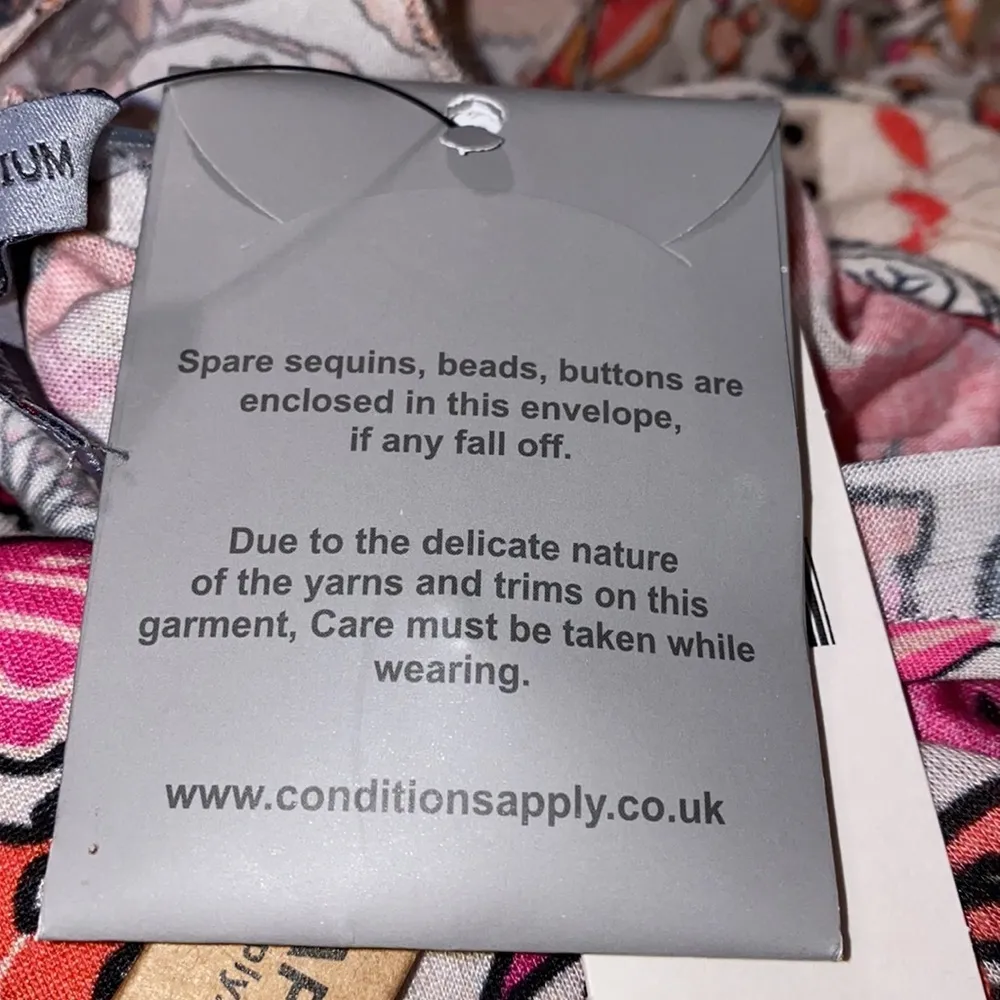 IUM
Spare sequins, beads, buttons are
enclosed in this envelope,
if any fall off.
Due to the delicate nature
of the yarns and trims on this
garment, Care must be taken while
wearing.
www.conditionsapply.co.uk